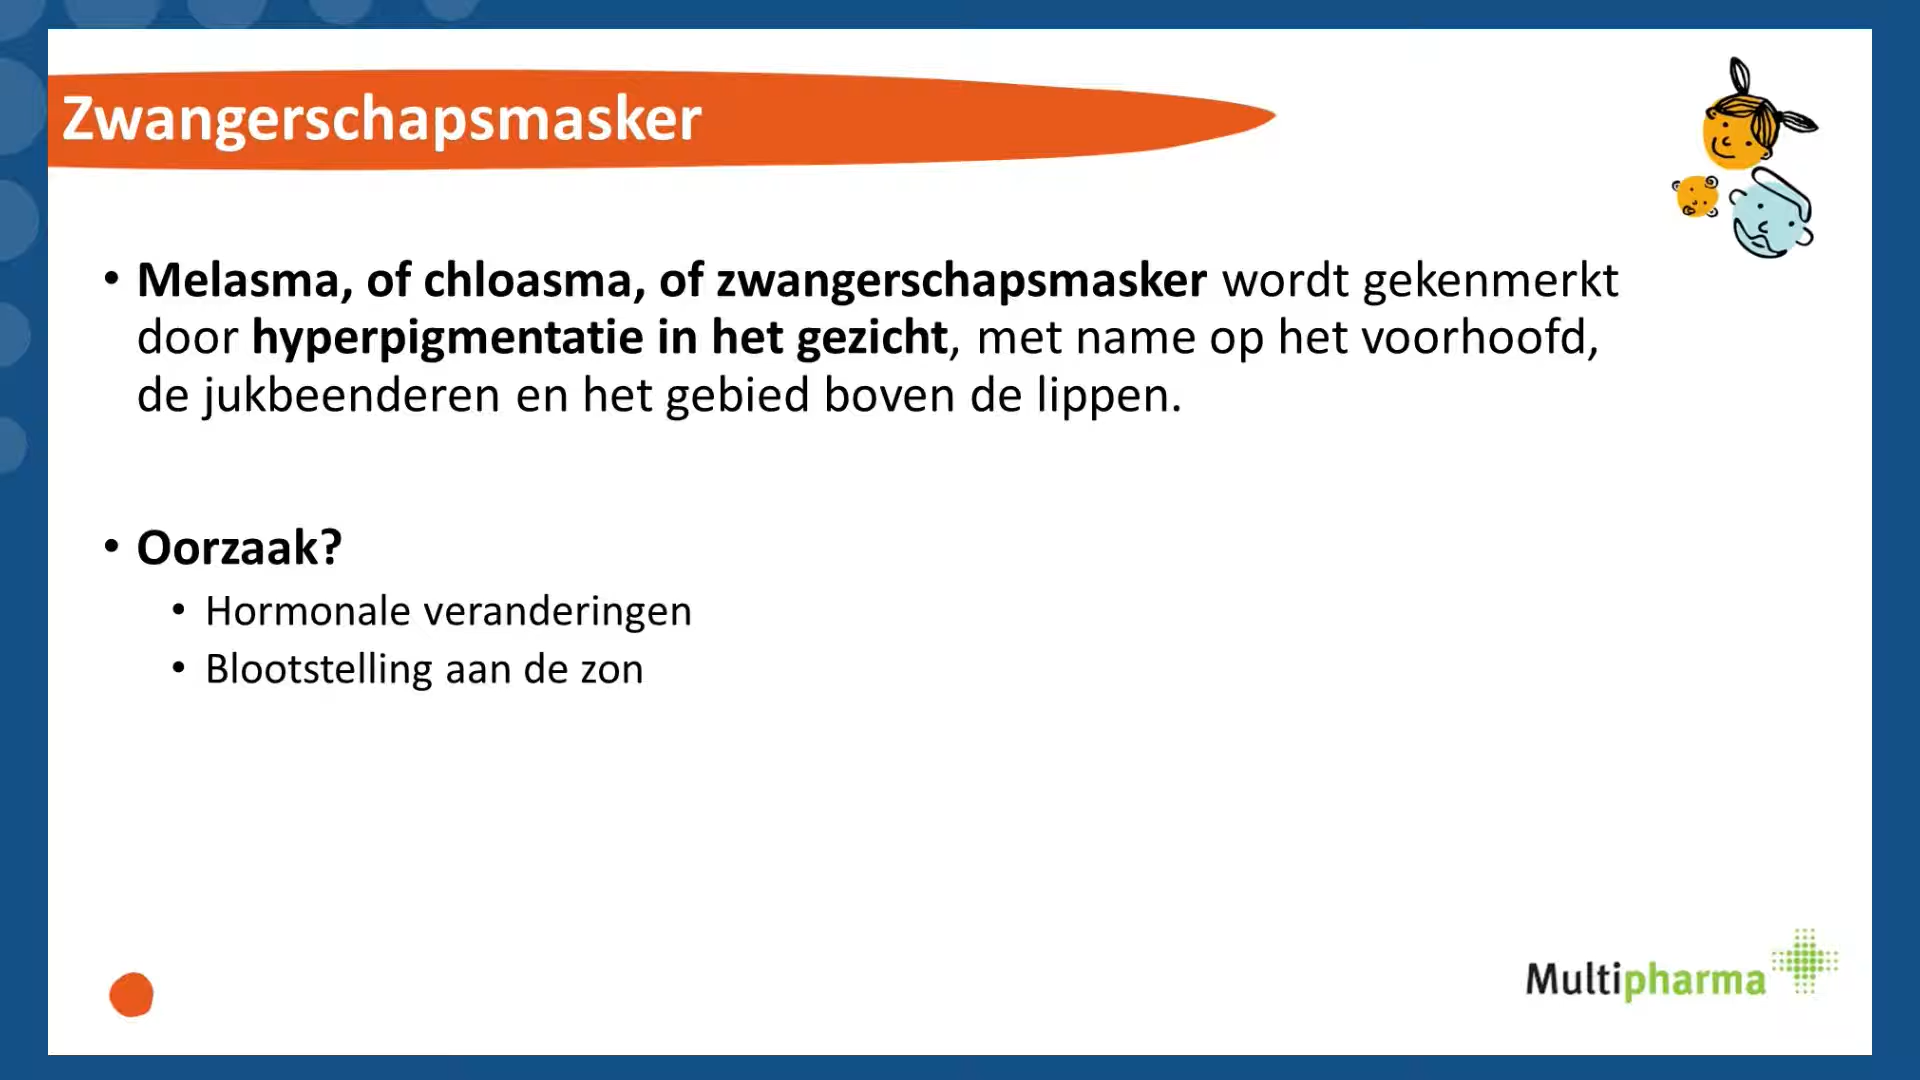 Zwangerschapsmasker
• Melasma, of chloasma, of zwangerschapsmasker wordt gekenmerkt
door hyperpigmentatie in het gezicht, met name op het voorhoofd,
de jukbeenderen en het gebied boven de lippen.
• Oorzaak?
• Hormonale veranderingen
• Blootstelling aan de zon
Multipharma